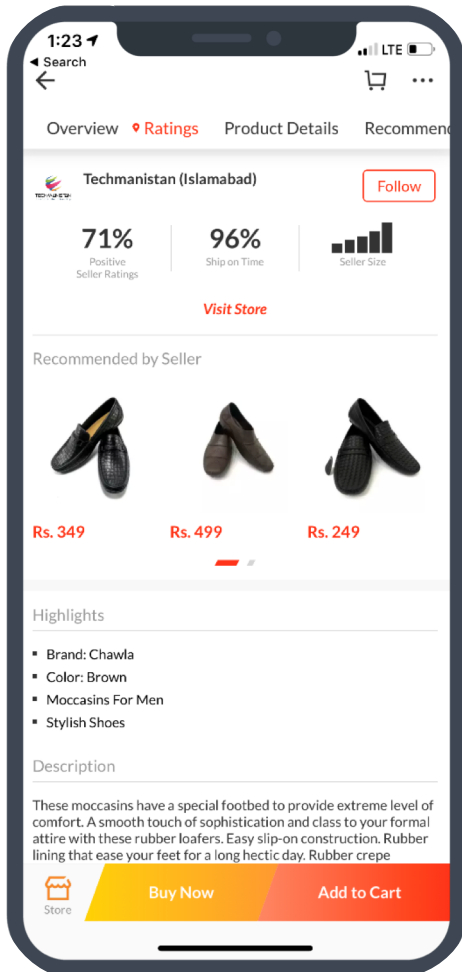 1:23
LTE
Search
Overview Ratings Product Details Recommend
Techmanistan (Islamabad)
Follow
71%
Positive
Seller Ratings
96%
Ship on Time
Seller Size
Visit Store
Recommended by Seller
Rs. 349 Rs. 499 Rs. 249
Highlights
Brand: Chawla
Color: Brown
Moccasins For Men
Stylish Shoes
Description
These moccasins have a special footbed to provide extreme level of
comfort. A smooth touch of sophistication and class to your formal
attire with these rubber loafers. Easy slip-on construction. Rubber
lining that ease your feet for a long hectic day. Rubber crepe
Store
Buy Now
Add to Cart